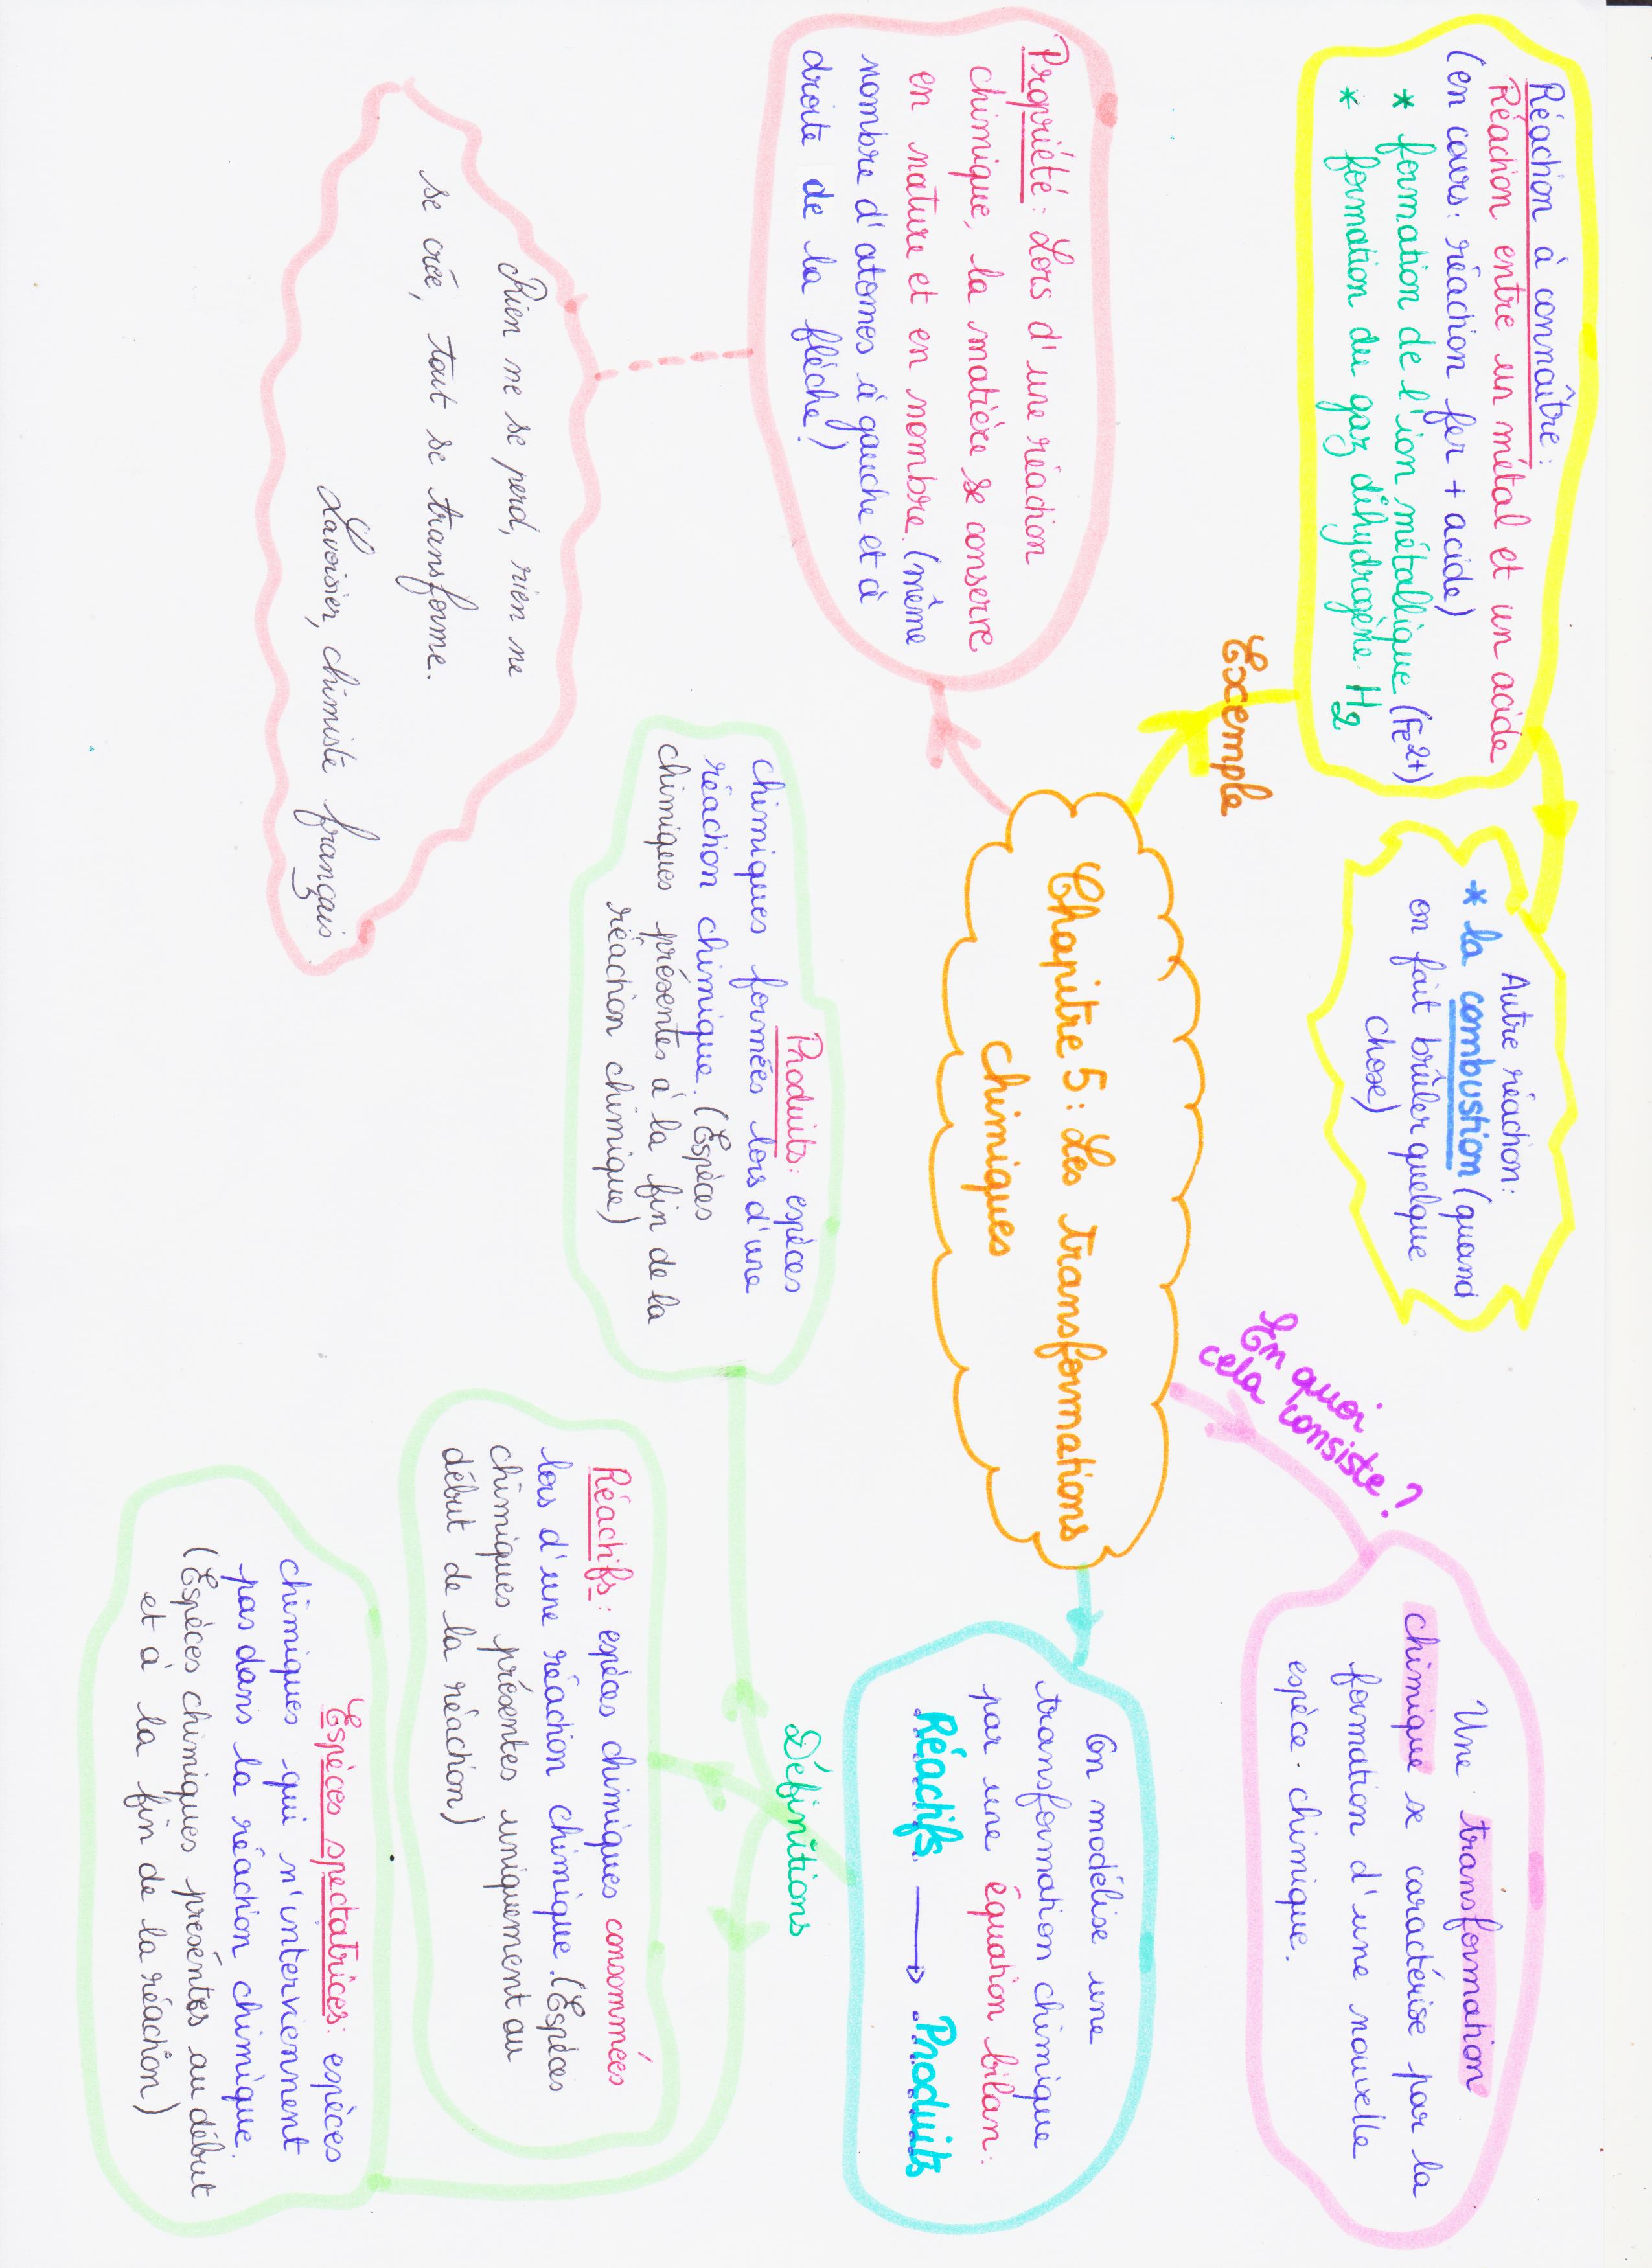 Réaction à connaître :
Réaction entre un métal et un acide
(en cours: réaction fer + acide)
* formation de l'ion métallique (Fe2+)
* formation du gaz dihydrogène H2
Autre réaction:
* la combustion (quand
on fait brûler quelque
chose)
En quoi
cela consiste ?
Une transformation
chimique se caractérise par la
formation d'une nouvelle
espèce chimique.
Exemple
Chapitre 5 : Les transformations
chimiques
On modélise une
transformation chimique
par une équation bilan.
Réactifs → Produits
Propriété : Lors d'une réaction
chimique, la matière se conserve
en nature et en nombre. (même
nombre d'atomes à gauche et à
droite de la flèche)
Définitions
Produits : espèces
chimiques formées lors d'une
réaction chimique. (Espèces
chimiques présentes à la fin de la
réaction chimique)
Réactifs : espèces chimiques consommées
lors d'une réaction chimique. (Espèces
chimiques présentes uniquement au
début de la réaction)
Rien ne se perd, rien ne
se crée, tout se transforme.
Lavoisier, chimiste français
Espèces spectatrices : espèces
chimiques qui n'interviennent
pas dans la réaction chimique.
(Espèces chimiques présentes au début
et à la fin de la réaction)